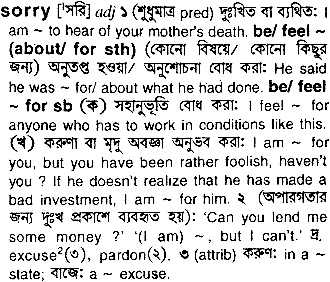 sorry ['সরি] adj ১ (শুধুমাত্র pred) দুঃখিত বা ব্যথিত: I
am ~ to hear of your mother's death. be/ feel ~
(about/ for sth) (কোনো বিষয়ে/ কোনো কিছুর
জন্য) অনুতপ্ত হওয়া/ অনুশোচনা বোধ করা: He said
he was ~ for/ about what he had done. be/ feel
~ for sb (ক) সহানুভূতি বোধ করা: I feel ~ for
anyone who has to work in conditions like this.
(খ) করুণা বা মৃদু অবজ্ঞা অনুভব করা: I am ~ for
you, but you have been rather foolish, haven't
you ? If he doesn't realize that he has made a
bad investment, I am ~ for him. ২ (অপারগতার
জন্য দুঃখ প্রকাশে ব্যবহৃত হয়): 'Can you lend me
some money ?' '(I am) ~, but I can't.' দ্র.
excuse²(৩), pardon(২). ৩ (attrib) করুণ: in a ~
state; বাজে: a ~ excuse.